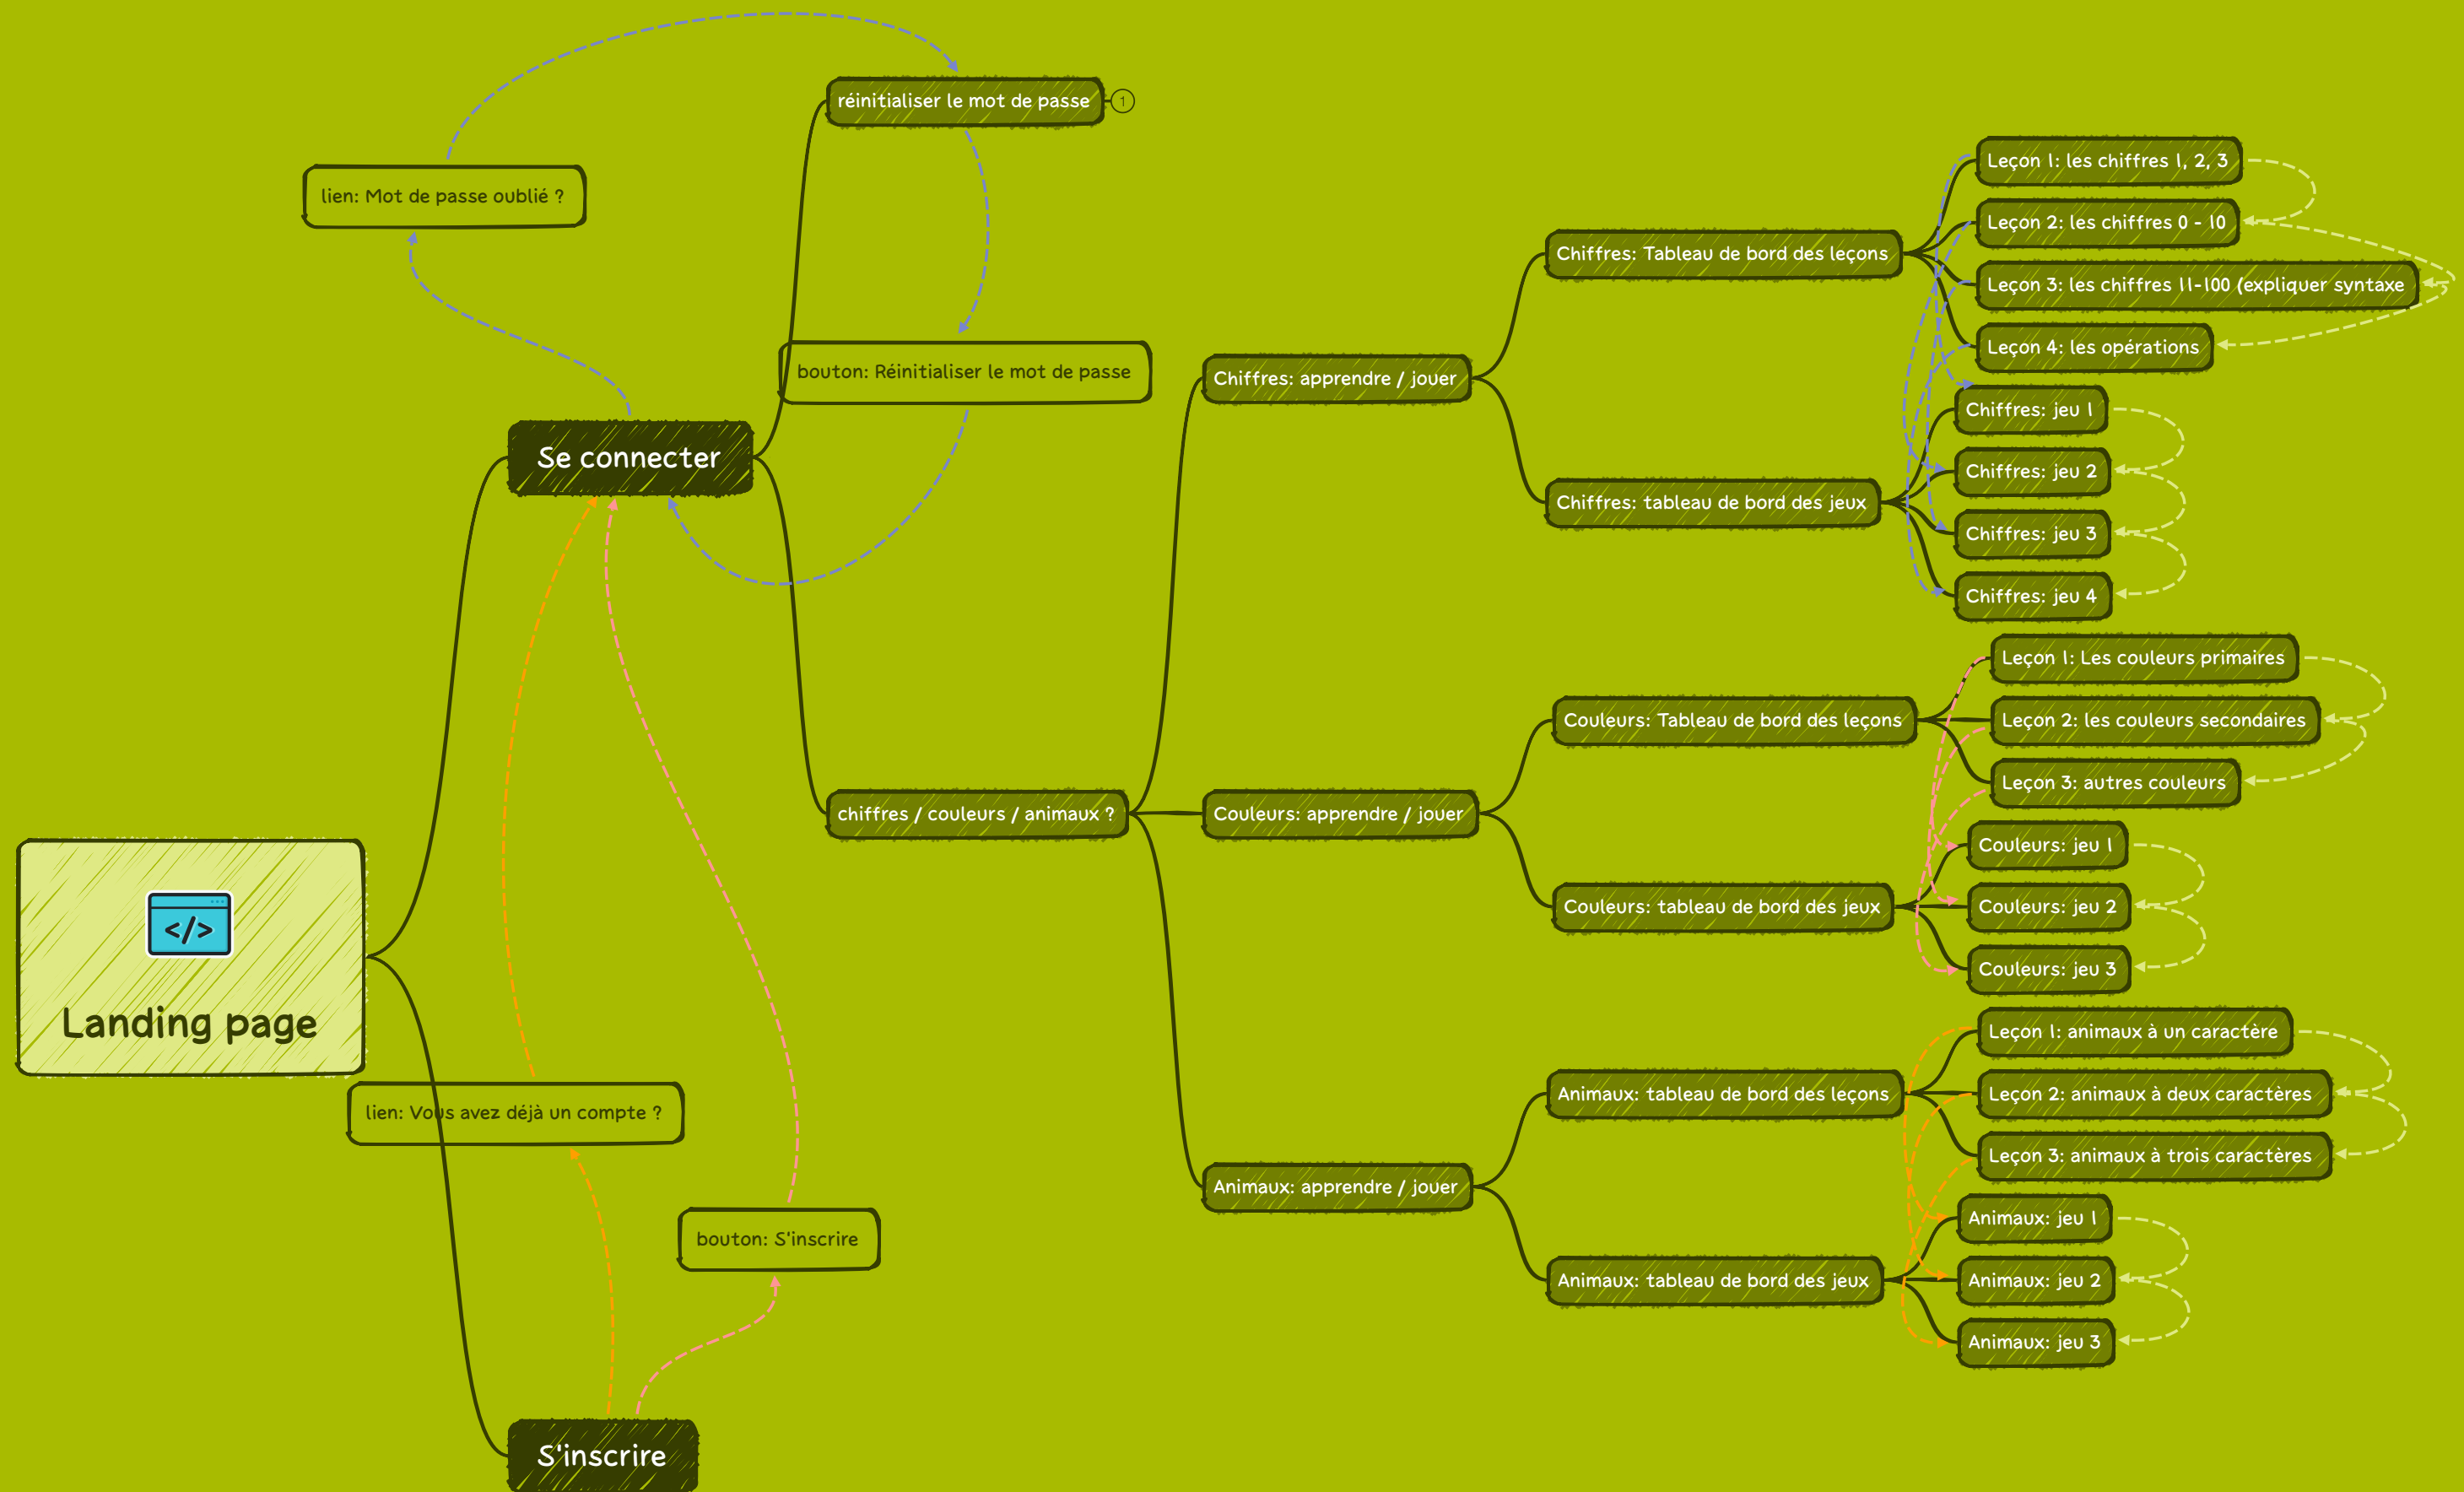 réinitialiser le mot de passe
1
lien: Mot de passe oublié ?
bouton: Réinitialiser le mot de passe
Se connecter
chiffres / couleurs / animaux ?
</>
Landing page
lien: Vous avez déjà un compte ?
bouton: S'inscrire
S'inscrire
Chiffres: apprendre / jouer
Chiffres: Tableau de bord des leçons
Leçon 1: les chiffres 1, 2, 3
Leçon 2: les chiffres 0 - 10
Leçon 3: les chiffres 11-100 (expliquer syntaxe
Leçon 4: les opérations
Chiffres: tableau de bord des jeux
Chiffres: jeu 1
Chiffres: jeu 2
Chiffres: jeu 3
Chiffres: jeu 4
Couleurs: apprendre / jouer
Couleurs: Tableau de bord des leçons
Leçon 1: Les couleurs primaires
Leçon 2: les couleurs secondaires
Leçon 3: autres couleurs
Couleurs: tableau de bord des jeux
Couleurs: jeu 1
Couleurs: jeu 2
Couleurs: jeu 3
Animaux: apprendre / jouer
Animaux: tableau de bord des leçons
Leçon 1: animaux à un caractère
Leçon 2: animaux à deux caractères
Leçon 3: animaux à trois caractères
Animaux: tableau de bord des jeux
Animaux: jeu 1
Animaux: jeu 2
Animaux: jeu 3